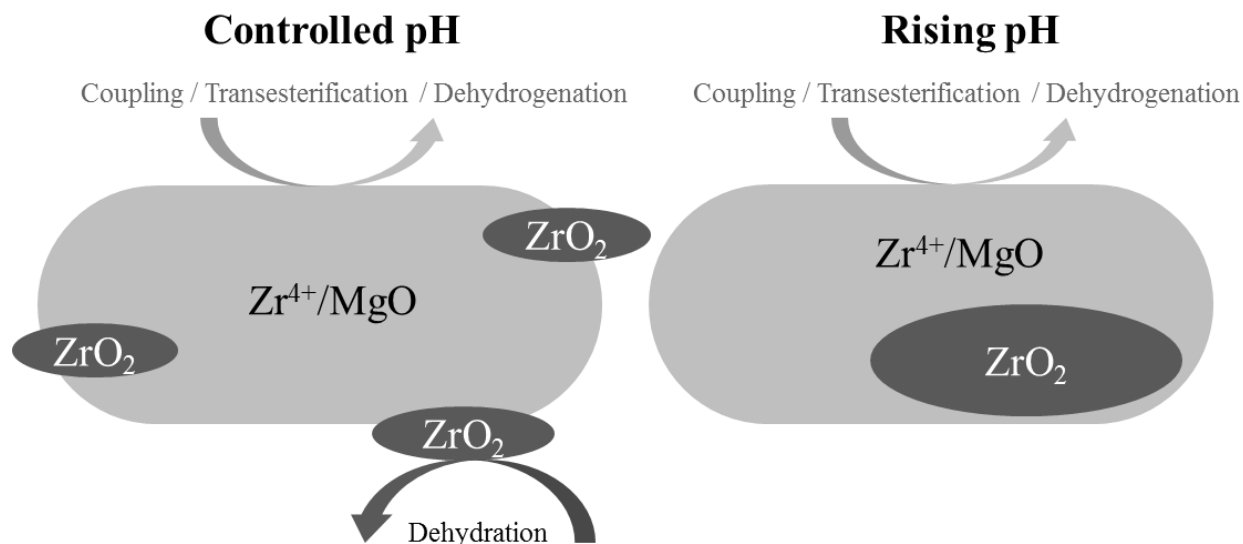 Controlled pH
Rising pH
Coupling / Transesterification / Dehydrogenation
Coupling / Transesterification / Dehydrogenation
ZrO₂
Zr⁴⁺/MgO
Zr⁴⁺/MgO
ZrO₂
ZrO₂
ZrO₂
Dehydration